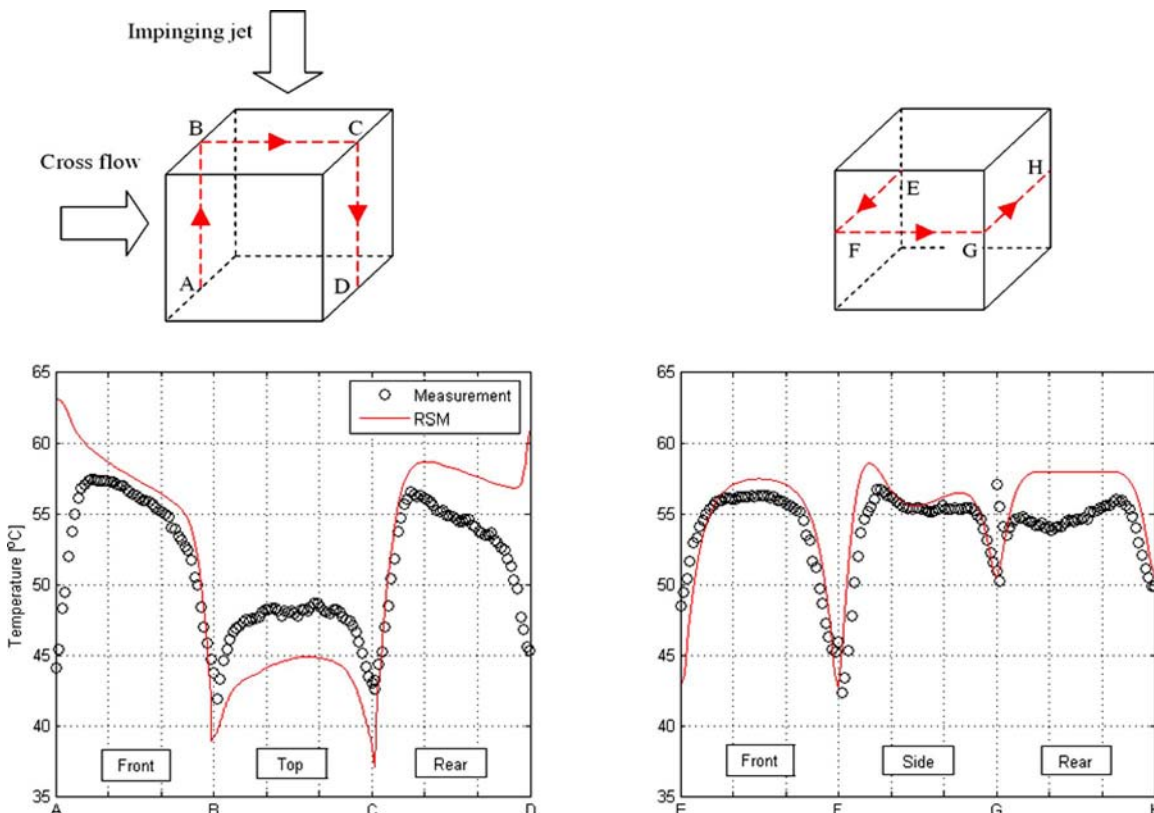 Impinging jet
Cross flow
B
C
A
D
E
H
F
G
65
60
55
50
45
40
35
Temperature [ºC]
Measurement
RSM
Front
Top
Rear
A
B
C
D
65
60
55
50
45
40
35
Front
Side
Rear
E
F
G
H